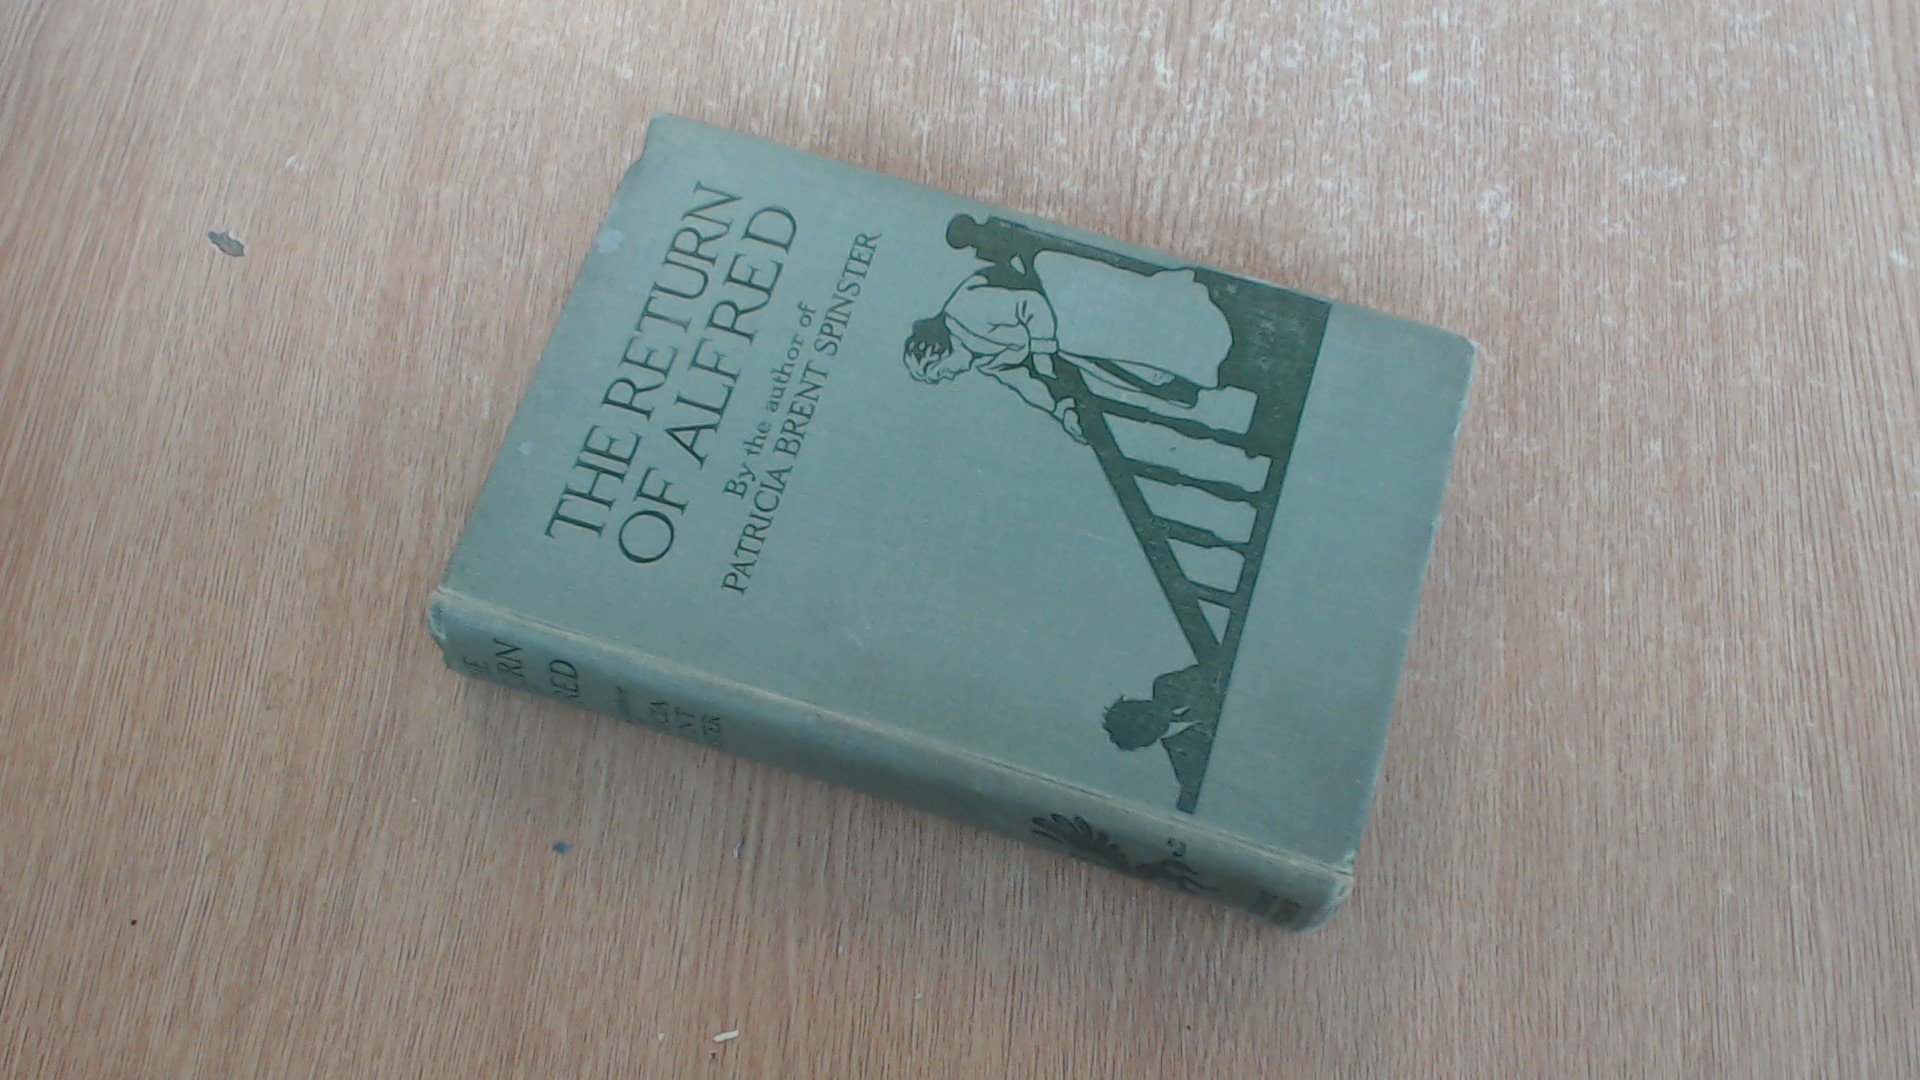 THE RETURN
OF ALFRED
By the author of
PATRICIA BRENT SPINSTER